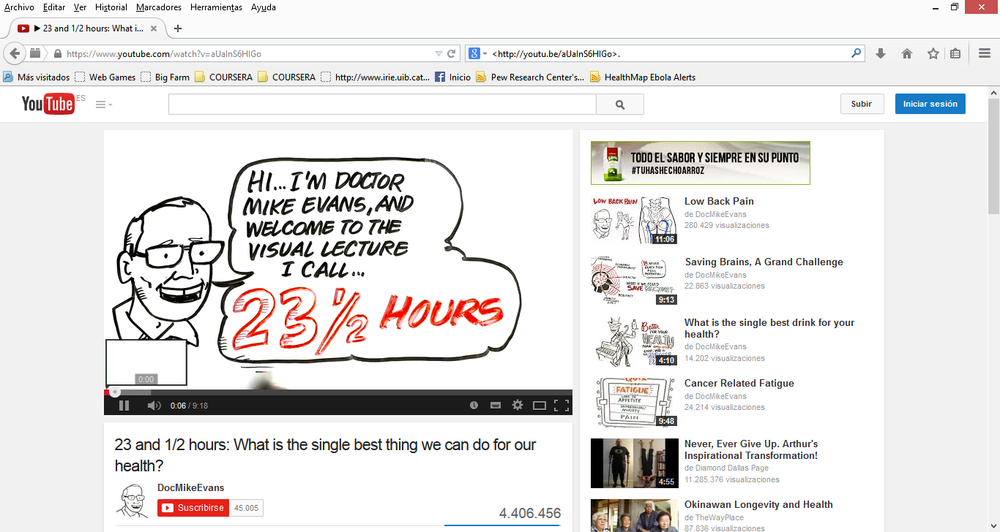 Archivo Editar Ver Historial Marcadores Herramientas Ayuda
▶ 23 and 1/2 hours: What i...
https://www.youtube.com/watch?v=aUaInS6HIGo
<http://youtu.be/aUaInS6HIGo>.
Más visitados Web Games Big Farm COURSERA COURSERA http://www.irie.uib.cat... Inicio Pew Research Center's... HealthMap Ebola Alerts
YouTube ES
Subir
Iniciar sesión
HI... I'M DOCTOR
MIKE EVANS, AND
WELCOME TO THE
VISUAL LECTURE
I CALL...
23 1/2 HOURS
0:00
0:06 / 9:18
23 and 1/2 hours: What is the single best thing we can do for our
health?
DocMikeEvans
Suscribirse 45.005
4.406.456
TODO EL SABOR Y SIEMPRE EN SU PUNTO
#TUHASHECHOARROZ
LOW BACK PAIN
11:06
Low Back Pain
de DocMikeEvans
280.429 visualizaciones
HEALTH
WHAT IF WE COULD
SAVE BRAINS?
9:13
Saving Brains, A Grand Challenge
de DocMikeEvans
22.863 visualizaciones
Better
FOR YOUR
HEALTH
THAN
4:10
What is the single best drink for your
health?
de DocMikeEvans
14.202 visualizaciones
FATIGUE
APPETITE
PAIN
9:48
Cancer Related Fatigue
de DocMikeEvans
24.214 visualizaciones
4:55
Never, Ever Give Up. Arthur's
Inspirational Transformation!
de Diamond Dallas Page
11.285.376 visualizaciones
Okinawan Longevity and Health
de TheWayPlace
87.836 visualizaciones